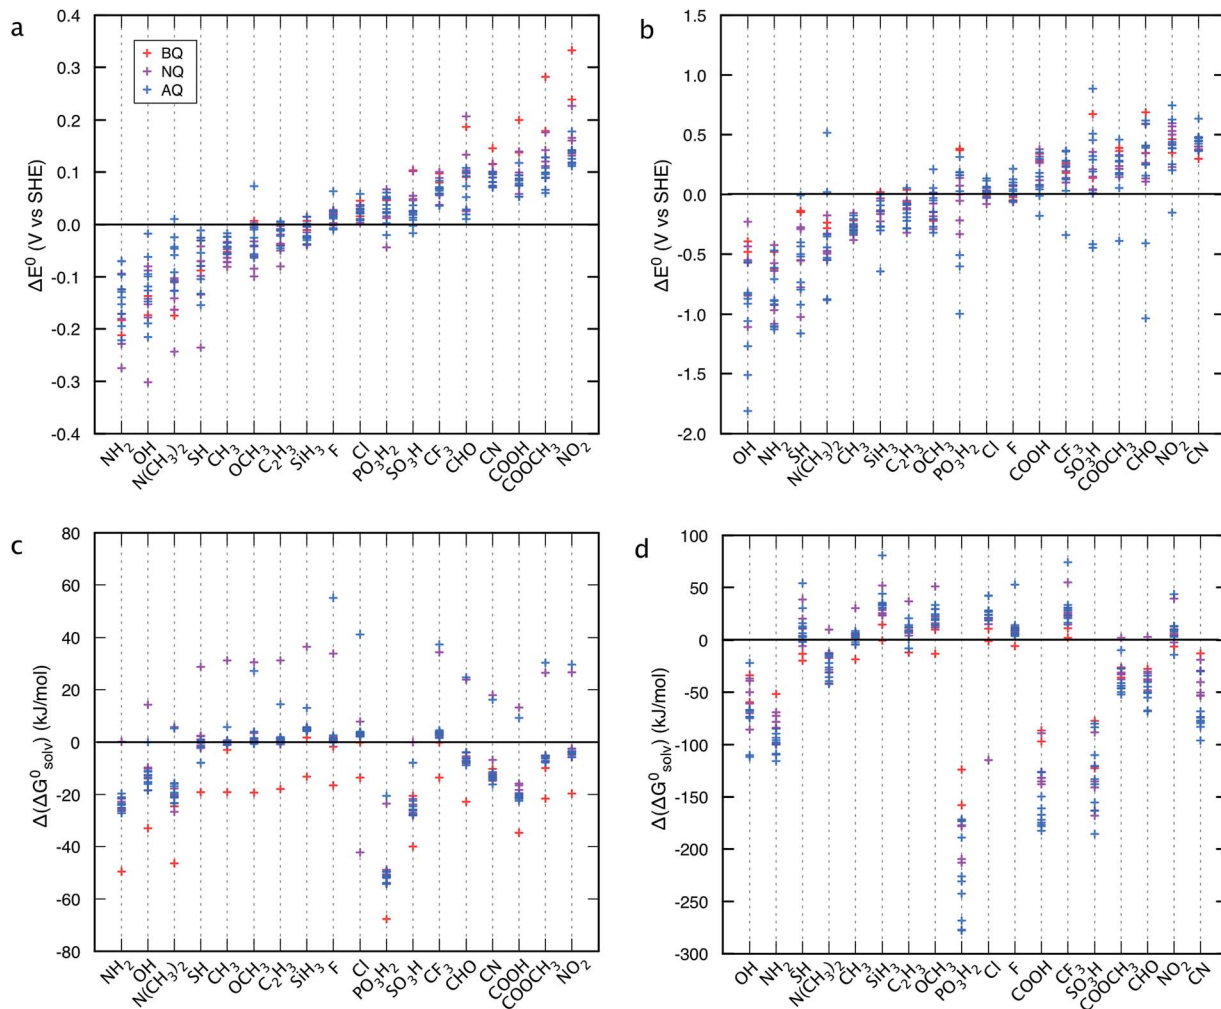 a
0.4
0.3
0.2
0.1
0.0
-0.1
-0.2
-0.3
-0.4
ΔE⁰ (V vs SHE)
BQ
NQ
AQ
NH₂
OH
N(CH₃)₂
SH
CH₃
OCH₃
C₂H₃
SiH₃
F
Cl
PO₃H₂
SO₃H
CF₃
CHO
CN
COOH
COOCH₃
NO₂
b
1.5
1.0
0.5
0.0
-0.5
-1.0
-1.5
-2.0
ΔE⁰ (V vs SHE)
OH
NH₂
SH
N(CH₃)₂
CH₃
SiH₃
C₂H₃
OCH₃
PO₃H₂
Cl
F
COOH
CF₃
SO₃H
COOCH₃
CHO
NO₂
CN
c
80
60
40
20
0
-20
-40
-60
-80
Δ(ΔG⁰solv) (kJ/mol)
NH₂
OH
N(CH₃)₂
SH
CH₃
OCH₃
C₂H₃
SiH₃
F
Cl
PO₃H₂
SO₃H
CF₃
CHO
CN
COOH
COOCH₃
NO₂
d
100
50
0
-50
-100
-150
-200
-250
-300
Δ(ΔG⁰solv) (kJ/mol)
OH
NH₂
SH
N(CH₃)₂
CH₃
SiH₃
C₂H₃
OCH₃
PO₃H₂
Cl
F
COOH
CF₃
SO₃H
COOCH₃
CHO
NO₂
CN